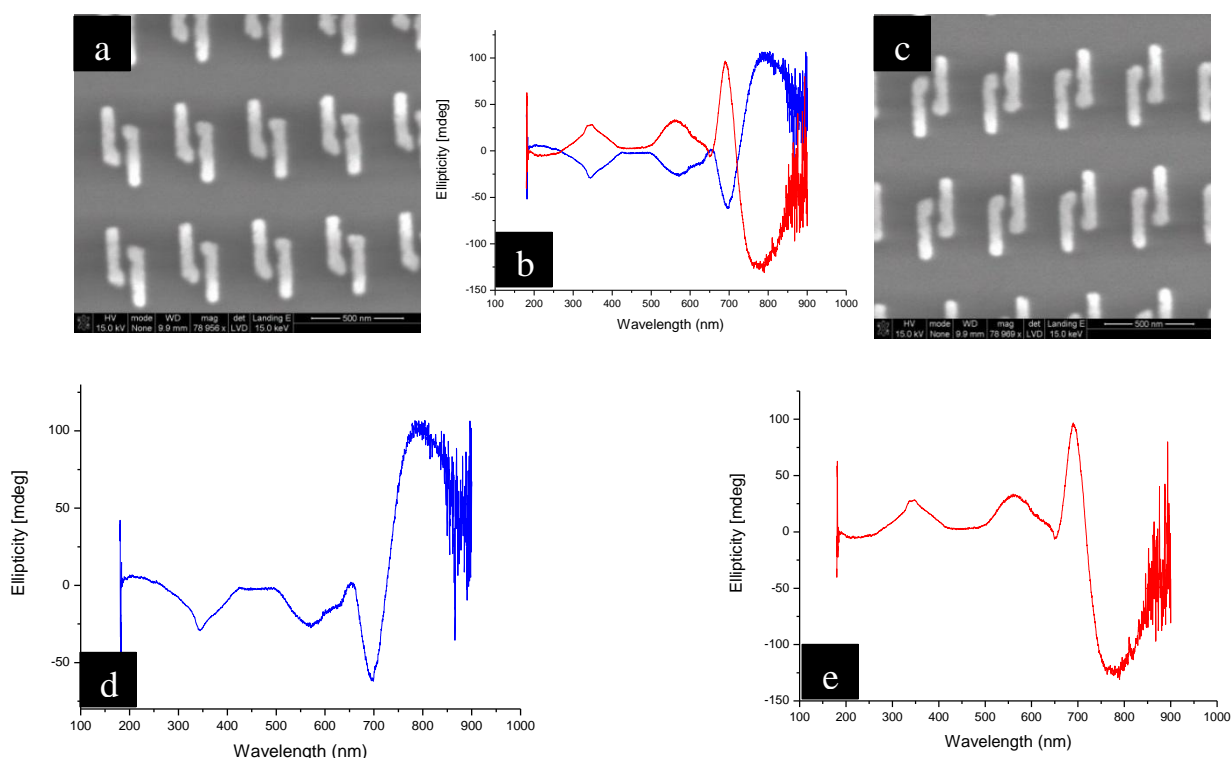 a
HV mode WD mag det Landing E 500 nm
15.0 kV None 9.9 mm 78 956 x LVD 15.0 keV
b
Ellipticity [mdeg]
100
50
0
-50
-100
-150
100 200 300 400 500 600 700 800 900 1000
Wavelength (nm)
c
HV mode WD mag det Landing E 500 nm
15.0 kV None 9.9 mm 78 969 x LVD 15.0 keV
d
Ellipticity [mdeg]
100
50
0
-50
100 200 300 400 500 600 700 800 900 1000
Wavelength (nm)
e
Ellipticity [mdeg]
100
50
0
-50
-100
-150
100 200 300 400 500 600 700 800 900 1000
Wavelength (nm)